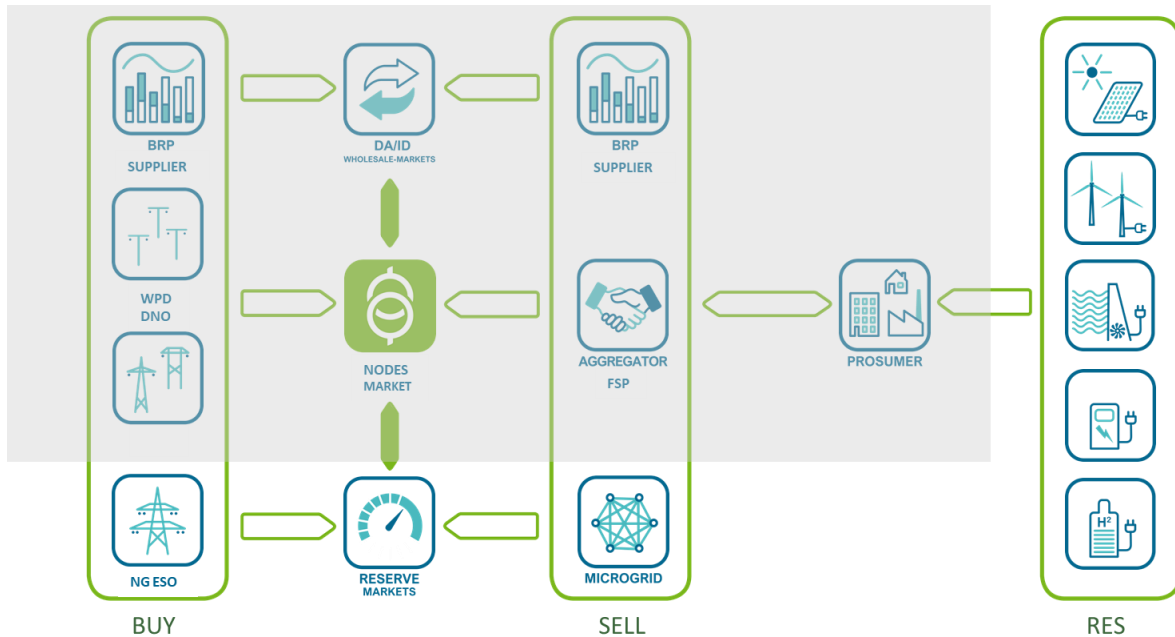 BRP
SUPPLIER
DA/ID
WHOLESALE-MARKETS
BRP
SUPPLIER
WPD
DNO
NODES
MARKET
AGGREGATOR
FSP
PROSUMER
NG ESO
RESERVE
MARKETS
MICROGRID
H²
BUY
SELL
RES